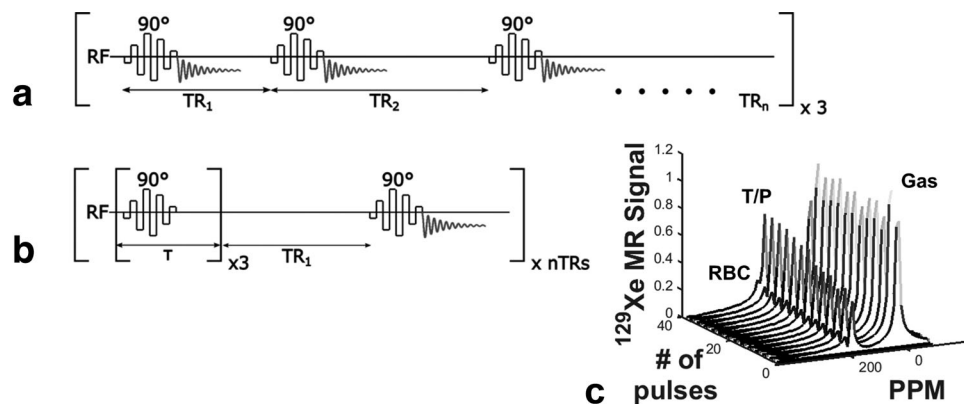 a
RF
90°
90°
90°
TR1
TR2
TRn
x 3
b
RF
90°
90°
T
x3
TR1
x nTRs
c
129Xe MR Signal
1.2
1
0.8
0.6
0.4
0.2
0
RBC
T/P
Gas
40
20
0
# of
pulses
200
0
PPM